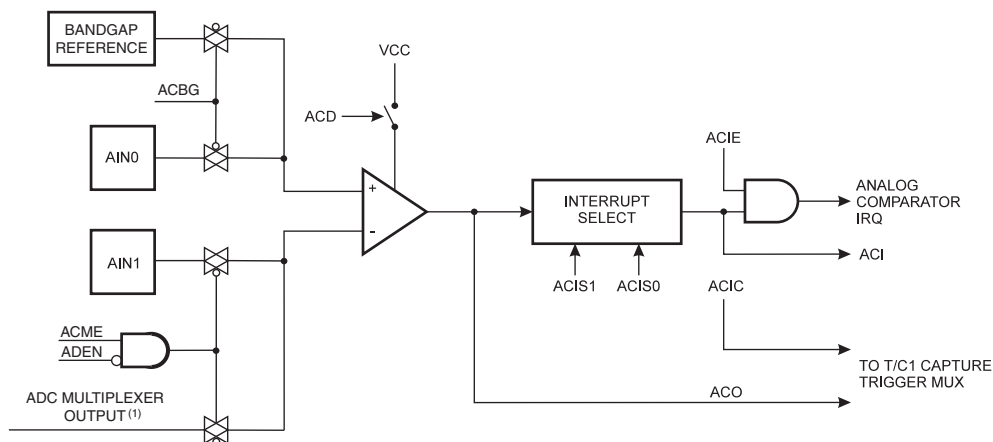 BANDGAP
REFERENCE
VCC
ACBG
ACD
AIN0
ACIE
+
INTERRUPT
SELECT
ANALOG
COMPARATOR
IRQ
-
AIN1
ACI
ACIS1 ACIS0
ACIC
ACME
ADEN
TO T/C1 CAPTURE
TRIGGER MUX
ADC MULTIPLEXER
OUTPUT (1)
ACO